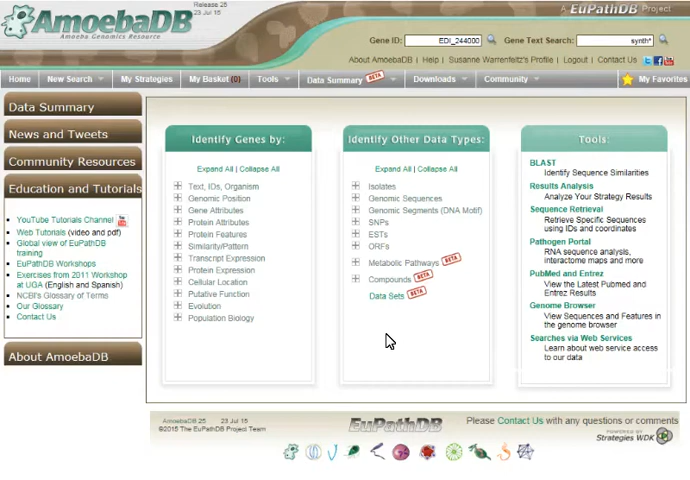 Release 25
23 Jul 15
AmoebaDB
Amoeba Genomics Resource
A EuPathDB Project
Gene ID: EDI_244000 Gene Text Search: synth*
About AmoebaDB | Help | Susanne Warrenfeltz's Profile | Logout | Contact Us
Home New Search My Strategies My Basket (0) Tools Data Summary BETA Downloads Community My Favorites
Data Summary
News and Tweets
Community Resources
Education and Tutorials
YouTube Tutorials Channel
Web Tutorials (video and pdf)
Global view of EuPathDB
training
EuPathDB Workshops
Exercises from 2011 Workshop
at UGA (English and Spanish)
NCBI's Glossary of Terms
Our Glossary
Contact Us
About AmoebaDB
Identify Genes by:
Expand All | Collapse All
Text, IDs, Organism
Genomic Position
Gene Attributes
Protein Attributes
Protein Features
Similarity/Pattern
Transcript Expression
Protein Expression
Cellular Location
Putative Function
Evolution
Population Biology
Identify Other Data Types:
Expand All | Collapse All
Isolates
Genomic Sequences
Genomic Segments (DNA Motif)
SNPs
ESTs
ORFs
Metabolic Pathways BETA
Compounds BETA
Data Sets BETA
Tools:
BLAST
Identify Sequence Similarities
Results Analysis
Analyze Your Strategy Results
Sequence Retrieval
Retrieve Specific Sequences
using IDs and coordinates
Pathogen Portal
RNA sequence analysis,
interactome maps and more
PubMed and Entrez
View the Latest Pubmed and
Entrez Results
Genome Browser
View Sequences and Features in
the genome browser
Searches via Web Services
Learn about web service access
to our data
AmoebaDB 25 23 Jul 15
©2015 The EuPathDB Project Team
EuPathDB
Please Contact Us with any questions or comments
POWERED BY
Strategies WDK